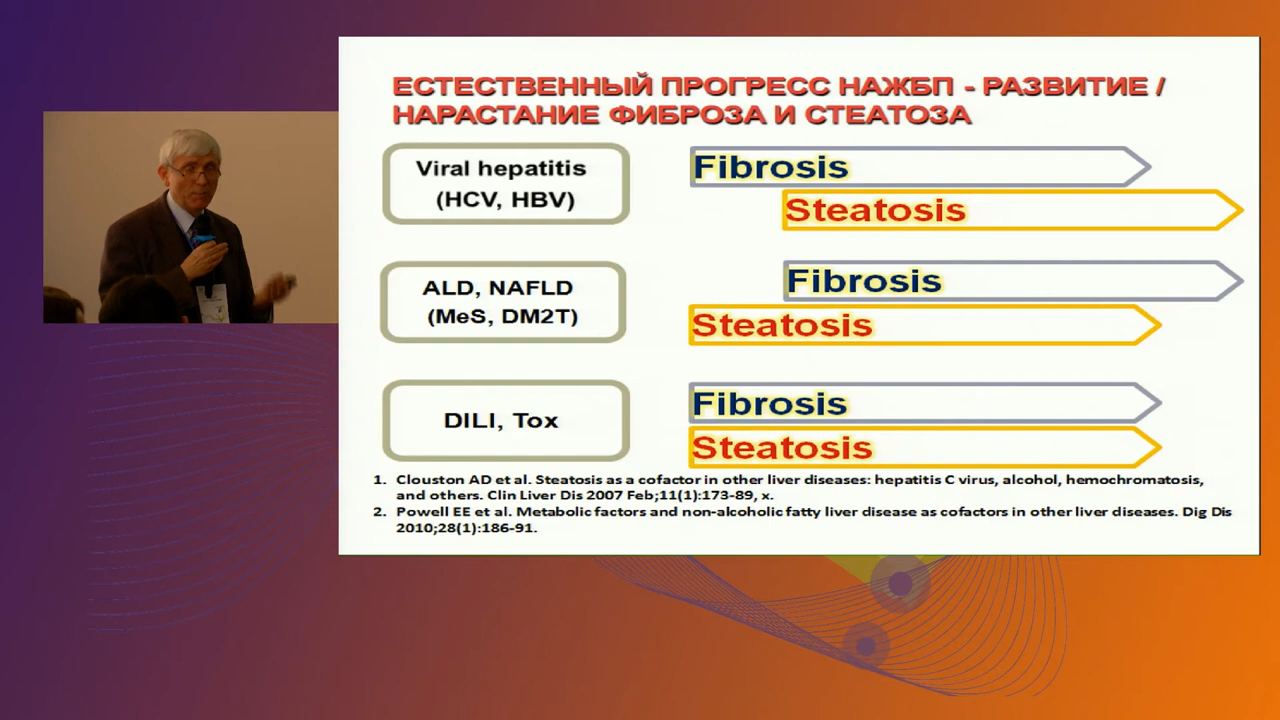 ЕСТЕСТВЕННЫЙ ПРОГРЕСС НАЖБП - РАЗВИТИЕ /
НАРАСТАНИЕ ФИБРОЗА И СТЕАТОЗА
Viral hepatitis
(HCV, HBV)
Fibrosis
Steatosis
ALD, NAFLD
(MeS, DM2T)
Fibrosis
Steatosis
DILI, Tox
Fibrosis
Steatosis
1. Clouston AD et al. Steatosis as a cofactor in other liver diseases: hepatitis C virus, alcohol, hemochromatosis,
and others. Clin Liver Dis 2007 Feb;11(1):173-89, x.
2. Powell EE et al. Metabolic factors and non-alcoholic fatty liver disease as cofactors in other liver diseases. Dig Dis
2010;28(1):186-91.